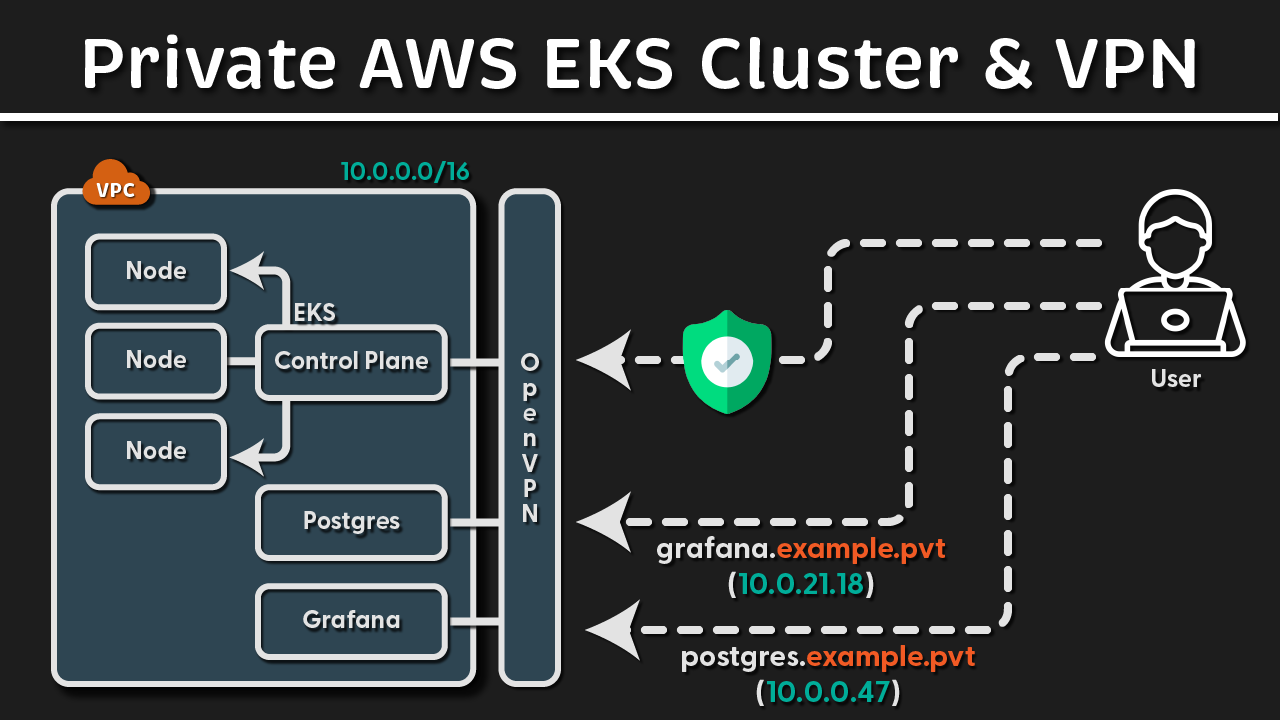 Private AWS EKS Cluster & VPN
10.0.0.0/16
VPC
Node
EKS
Node
Control Plane
Node
OpenVPN
Postgres
Grafana
User
grafana.example.pvt
(10.0.21.18)
postgres.example.pvt
(10.0.0.47)